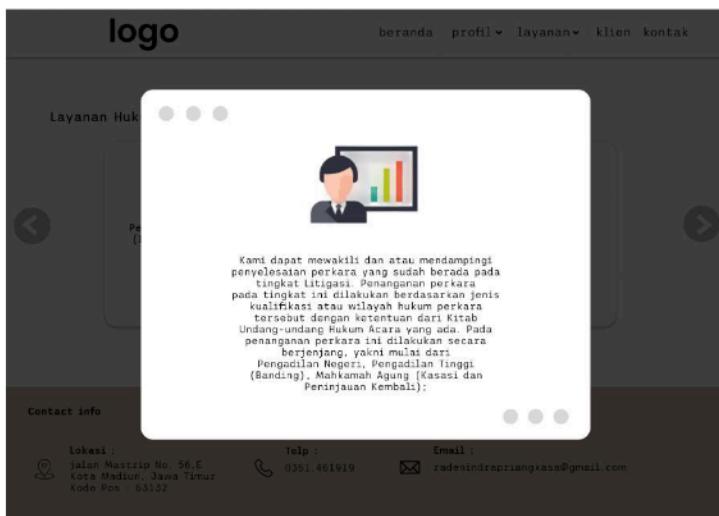 logo
beranda profil layanan klien kontak
Layanan Huk
Pe
(I
Kami dapat mewakili dan atau mendampingi
penyelesaian perkara yang sudah berada pada
tingkat Litigasi. Penanganan perkara
pada tingkat ini dilakukan berdasarkan jenis
kualifikasi atau wilayah hukum perkara
tersebut dengan ketentuan dari Kitab
Undang-undang Hukum Acara yang ada. Pada
penanganan perkara ini dilakukan secara
berjenjang, yakni mulai dari
Pengadilan Negeri, Pengadilan Tinggi
(Banding), Mahkamah Agung (Kasasi dan
Peninjauan Kembali);
Contact info
Lokasi :
jalan Mastrip No. 56,E
Kota Madiun, Jawa Timur
Kode Pos : 63132
Telp :
0351.461919
Email :
radenindrapriangkasa@gmail.com